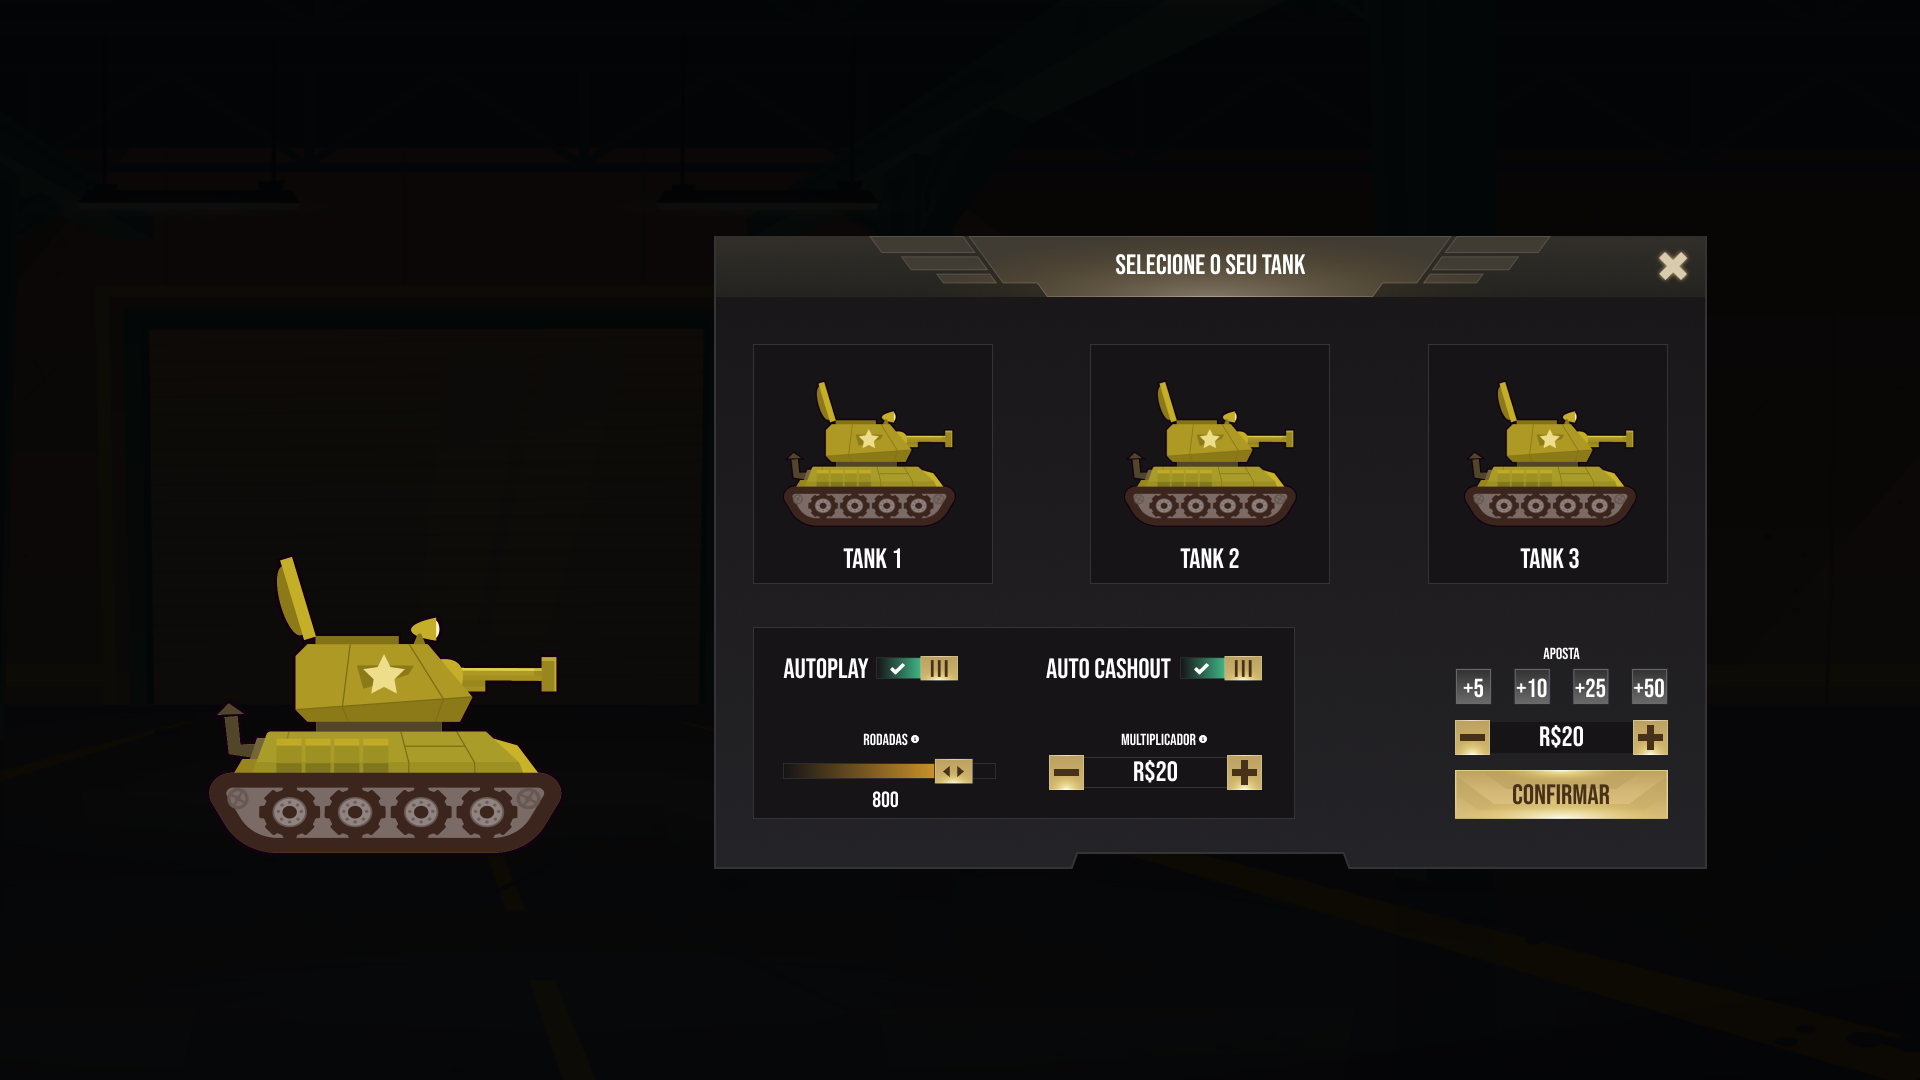 SELECIONE O SEU TANK
TANK 1
TANK 2
TANK 3
AUTOPLAY
AUTO CASHOUT
RODADAS
800
MULTIPLICADOR
R$20
APOSTA
+5 +10 +25 +50
R$20
CONFIRMAR